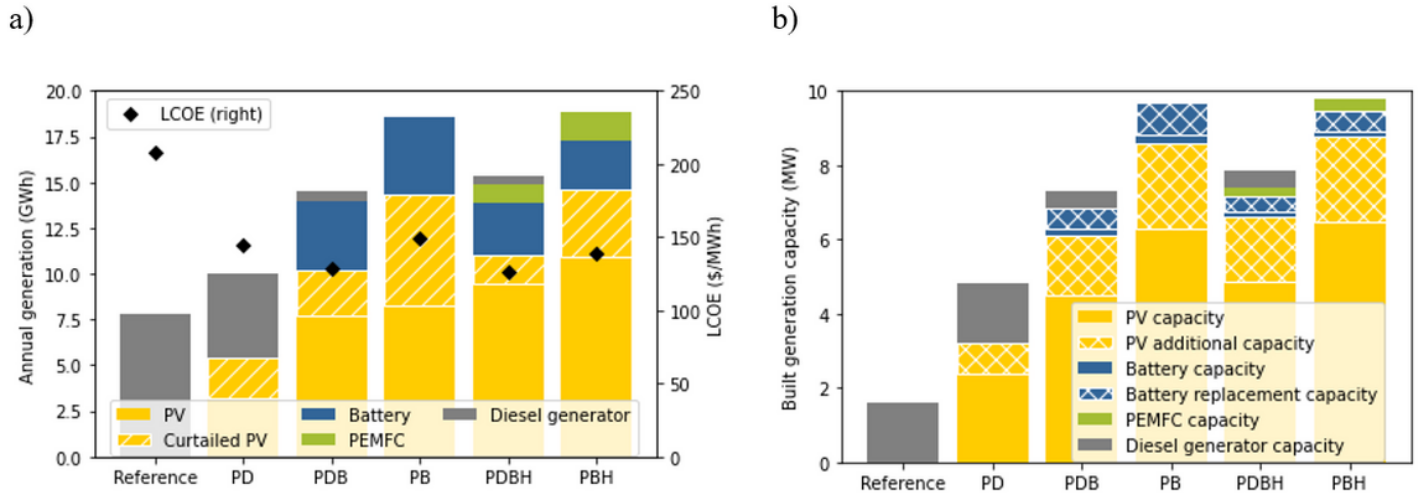 a)
b)
20.0
17.5
15.0
12.5
10.0
7.5
5.0
2.5
0.0
Annual generation (GWh)
LCOE (right)
PV
Curtailed PV
Battery
PEMFC
Diesel generator
250
200
150
100
50
0
LCOE ($/MWh)
Reference PD PDB PB PDBH PBH
10
8
6
4
2
0
Built generation capacity (MW)
PV capacity
PV additional capacity
Battery capacity
Battery replacement capacity
PEMFC capacity
Diesel generator capacity
Reference PD PDB PB PDBH PBH